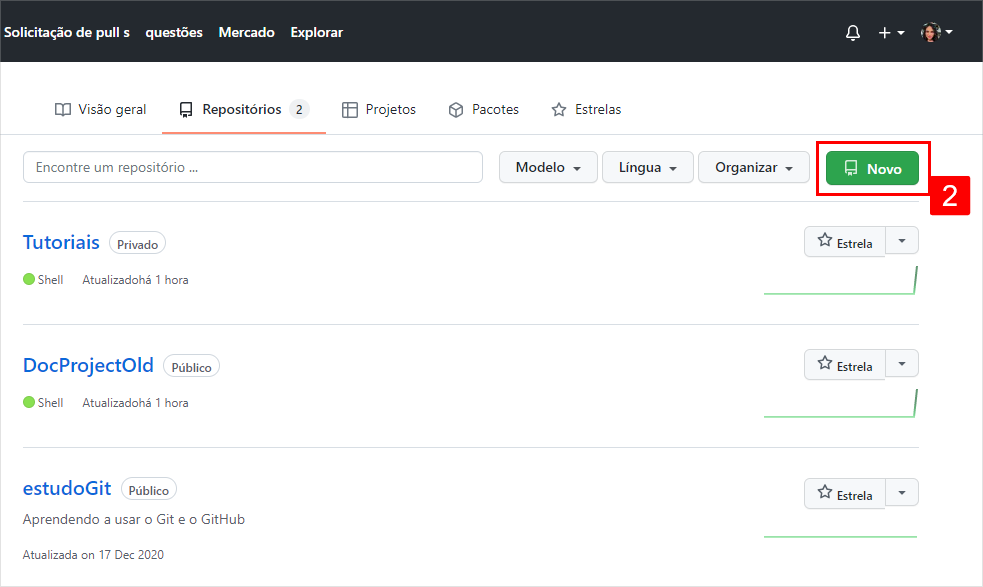 Solicitação de pull s questões Mercado Explorar
Visão geral Repositórios 2 Projetos Pacotes Estrelas
Encontre um repositório ... Modelo Língua Organizar Novo
2
Tutoriais Privado Estrela
Shell Atualizadohá 1 hora
DocProjectOld Público Estrela
Shell Atualizadohá 1 hora
estudoGit Público Estrela
Aprendendo a usar o Git e o GitHub
Atualizada on 17 Dec 2020